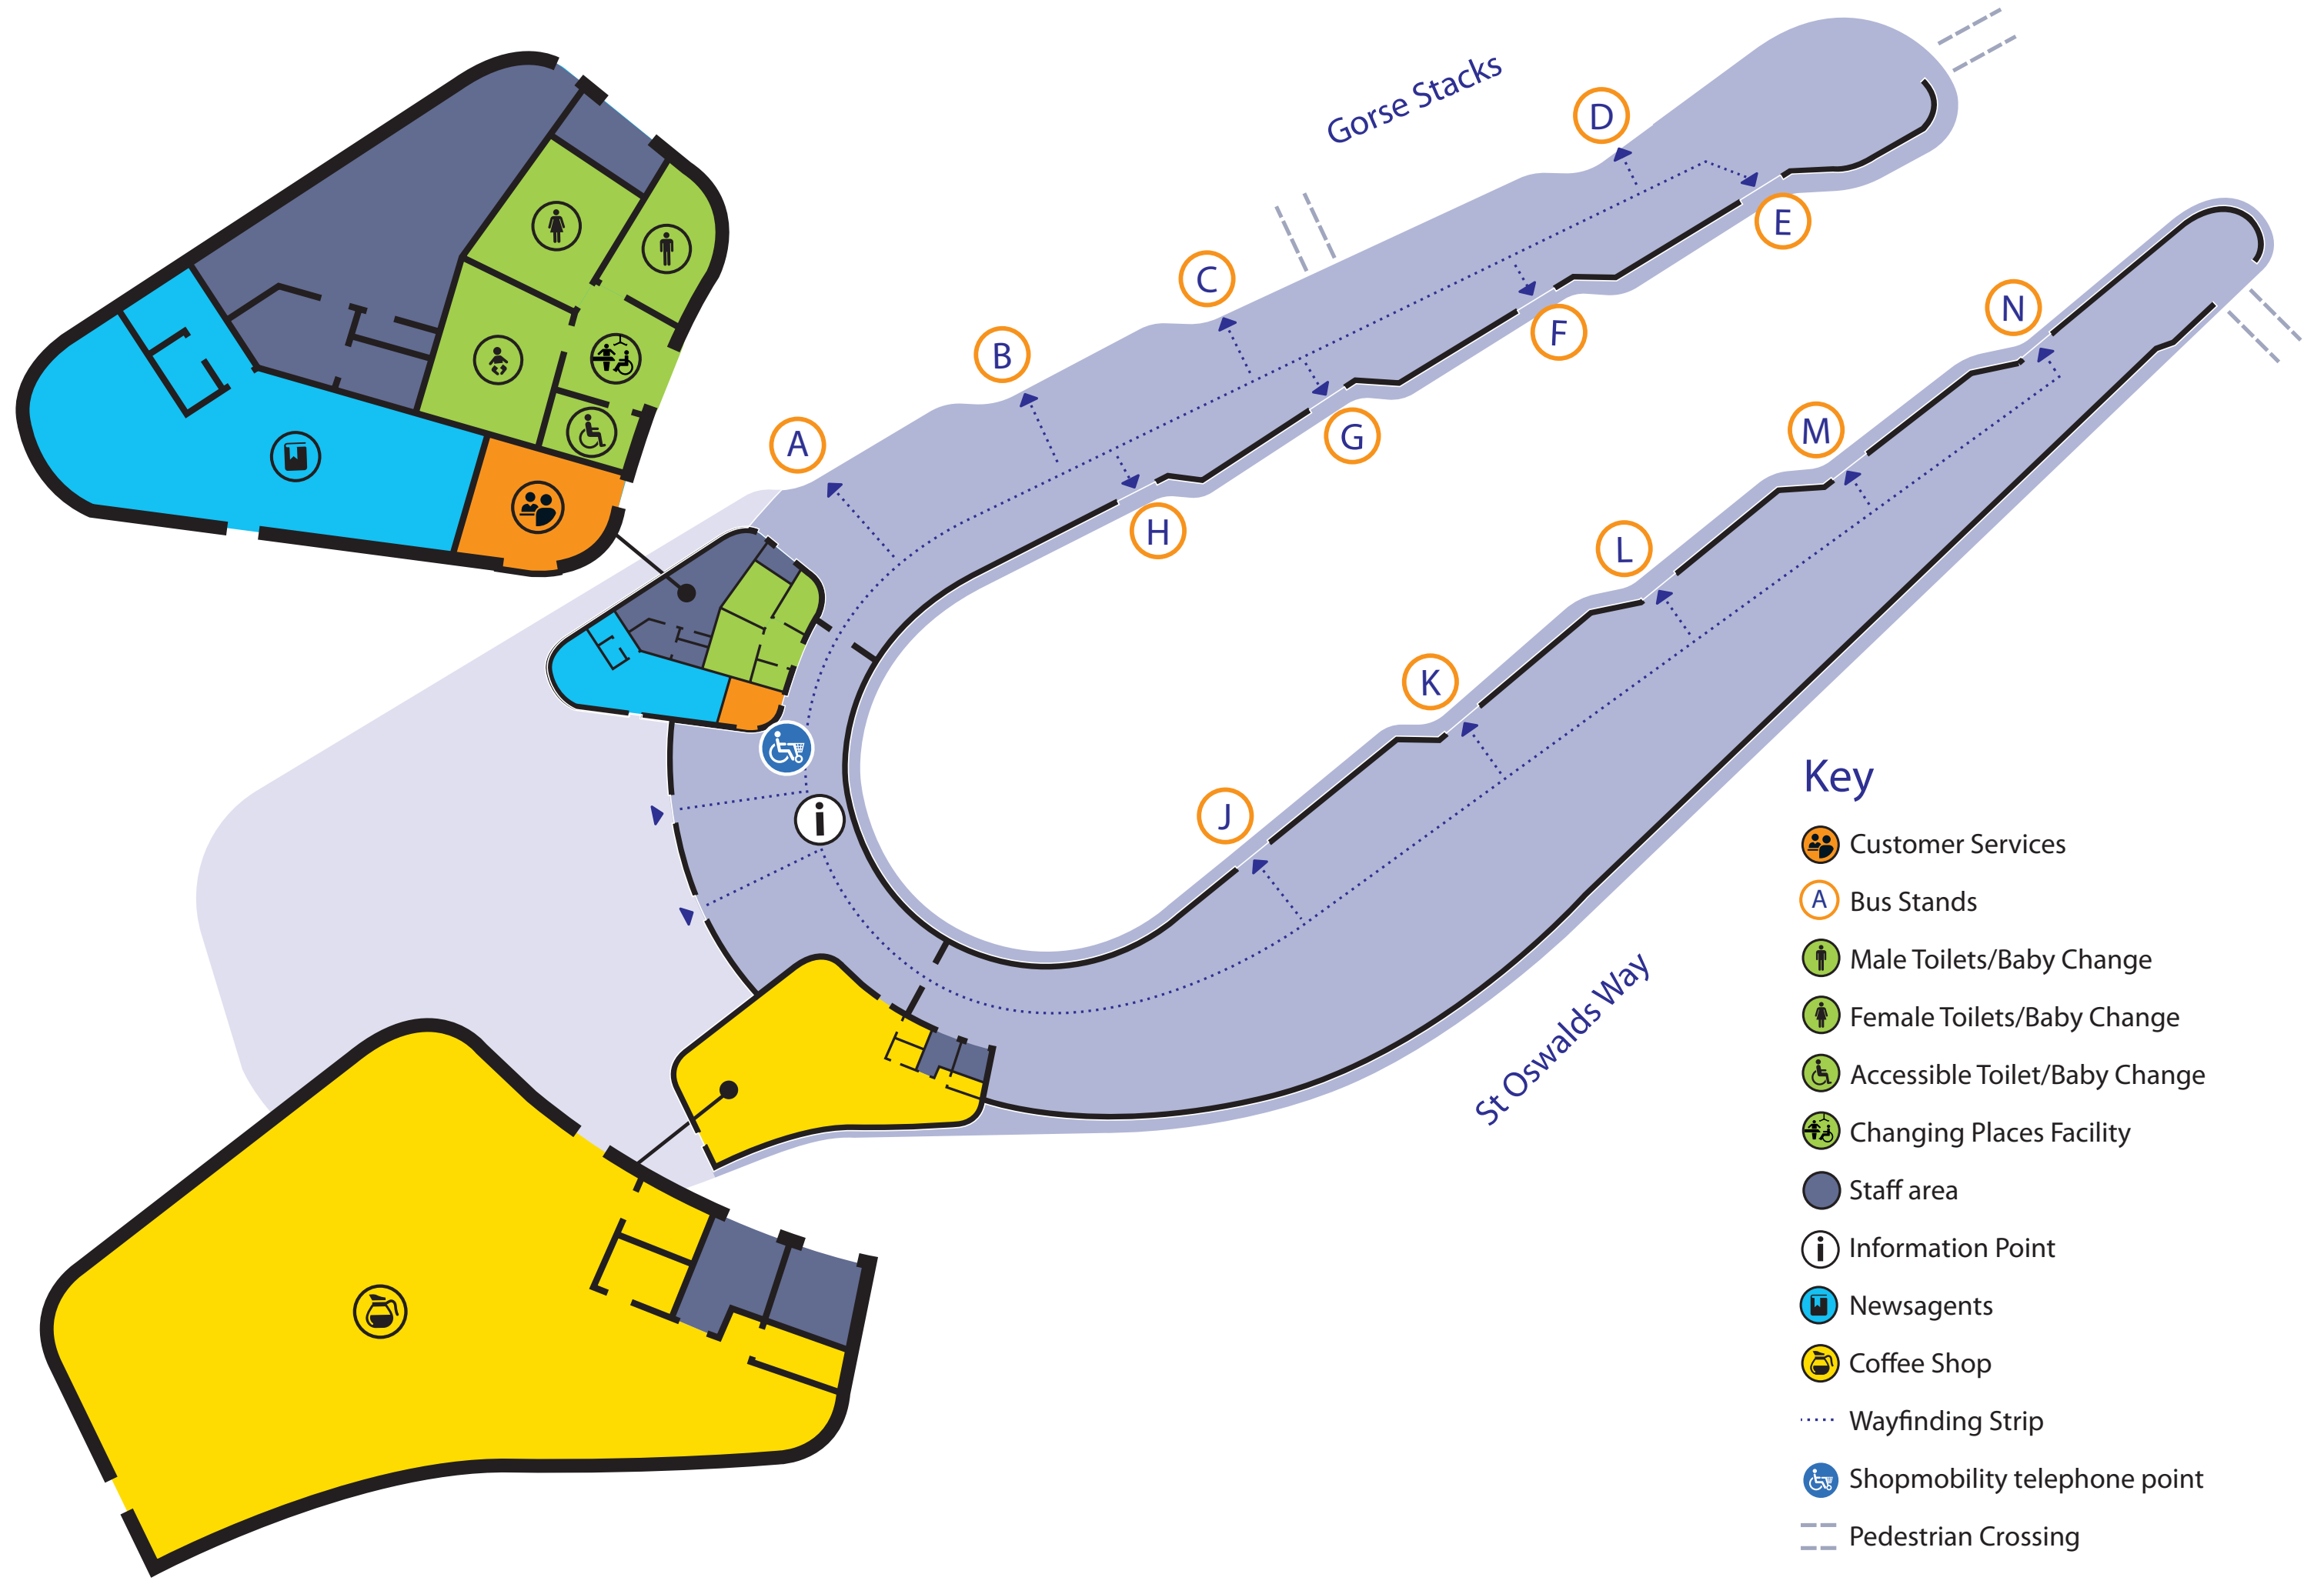 Gorse Stacks
D
E
C
N
B
F
A
G
M
H
L
K
J
i
St Oswalds Way
Key
Customer Services
A Bus Stands
Male Toilets/Baby Change
Female Toilets/Baby Change
Accessible Toilet/Baby Change
Changing Places Facility
Staff area
i Information Point
Newsagents
Coffee Shop
Wayfinding Strip
Shopmobility telephone point
Pedestrian Crossing